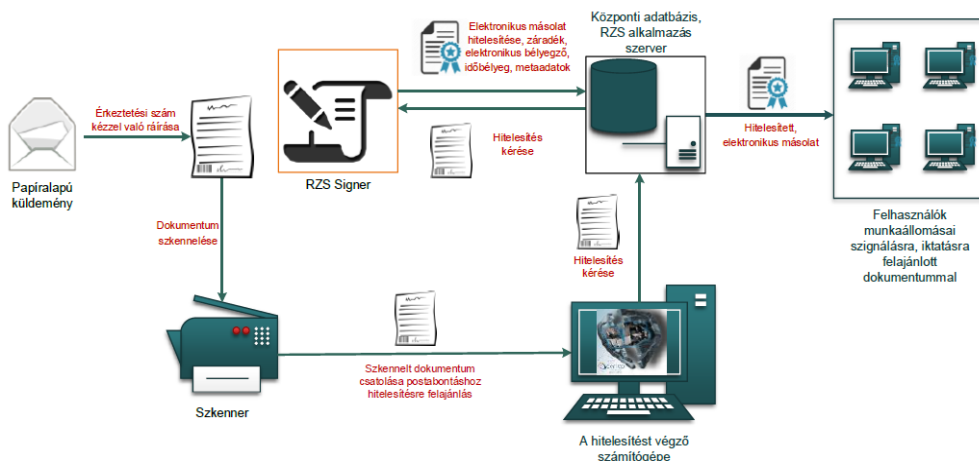 Elektronikus másolat
hitelesítése, záradék,
elektronikus bélyegző,
időbélyeg, metaadatok
Központi adatbázis,
RZS alkalmazás
szerver
Érkeztetési szám
kézzel való ráírása
Papíralapú
küldemény
RZS Signer
Hitelesítés
kérése
Hitelesített,
elektronikus másolat
Felhasználók
munkaállomásai
szignálásra, iktatásra
felajánlott
dokumentummal
Dokumentum
szkennelése
Hitelesítés
kérése
Szkenner
Szkennelt dokumentum
csatolása postabontáshoz
hitelesítésre felajánlás
A hitelesítést végző
számítógépe